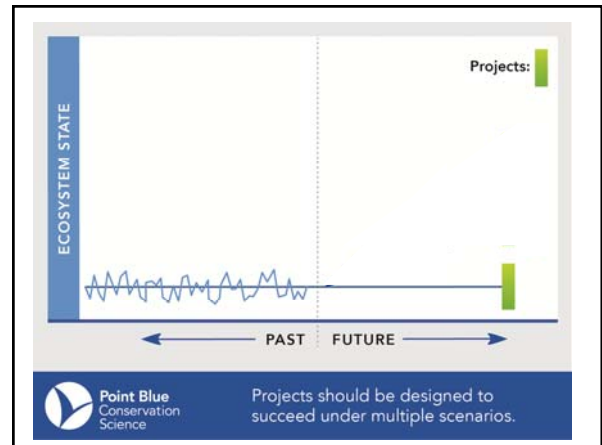 Projects:
ECOSYSTEM STATE
PAST FUTURE
Point Blue
Conservation
Science
Projects should be designed to
succeed under multiple scenarios.